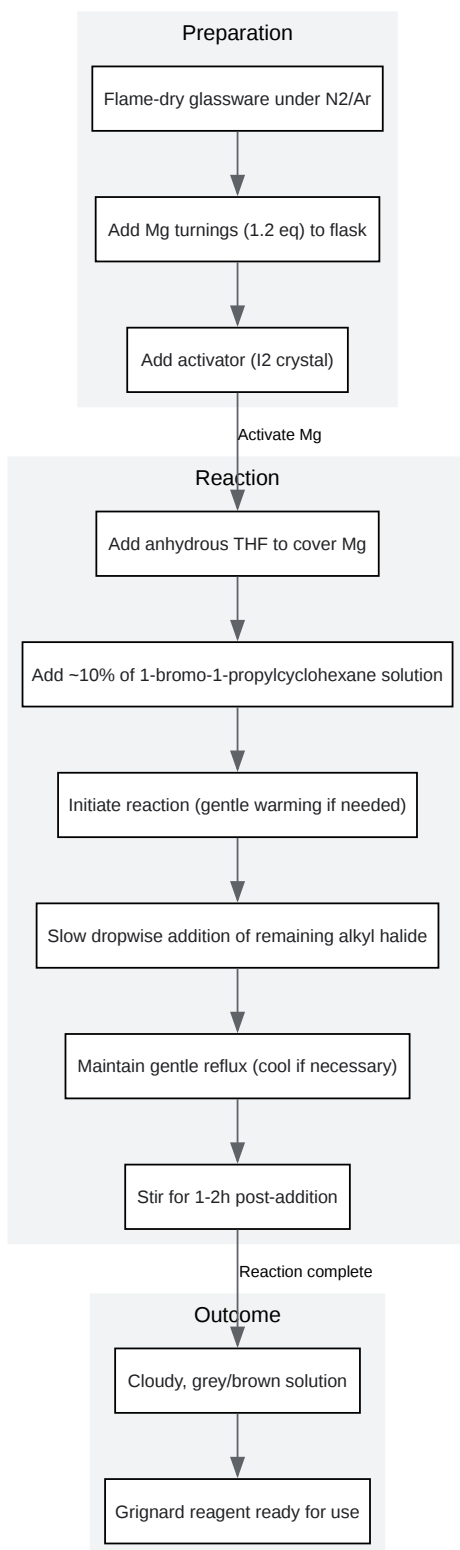 Preparation
Flame-dry glassware under N2/Ar
Add Mg turnings (1.2 eq) to flask
Add activator (I2 crystal)
Activate Mg
Reaction
Add anhydrous THF to cover Mg
Add ~10% of 1-bromo-1-propylcyclohexane solution
Initiate reaction (gentle warming if needed)
Slow dropwise addition of remaining alkyl halide
Maintain gentle reflux (cool if necessary)
Stir for 1-2h post-addition
Reaction complete
Outcome
Cloudy, grey/brown solution
Grignard reagent ready for use